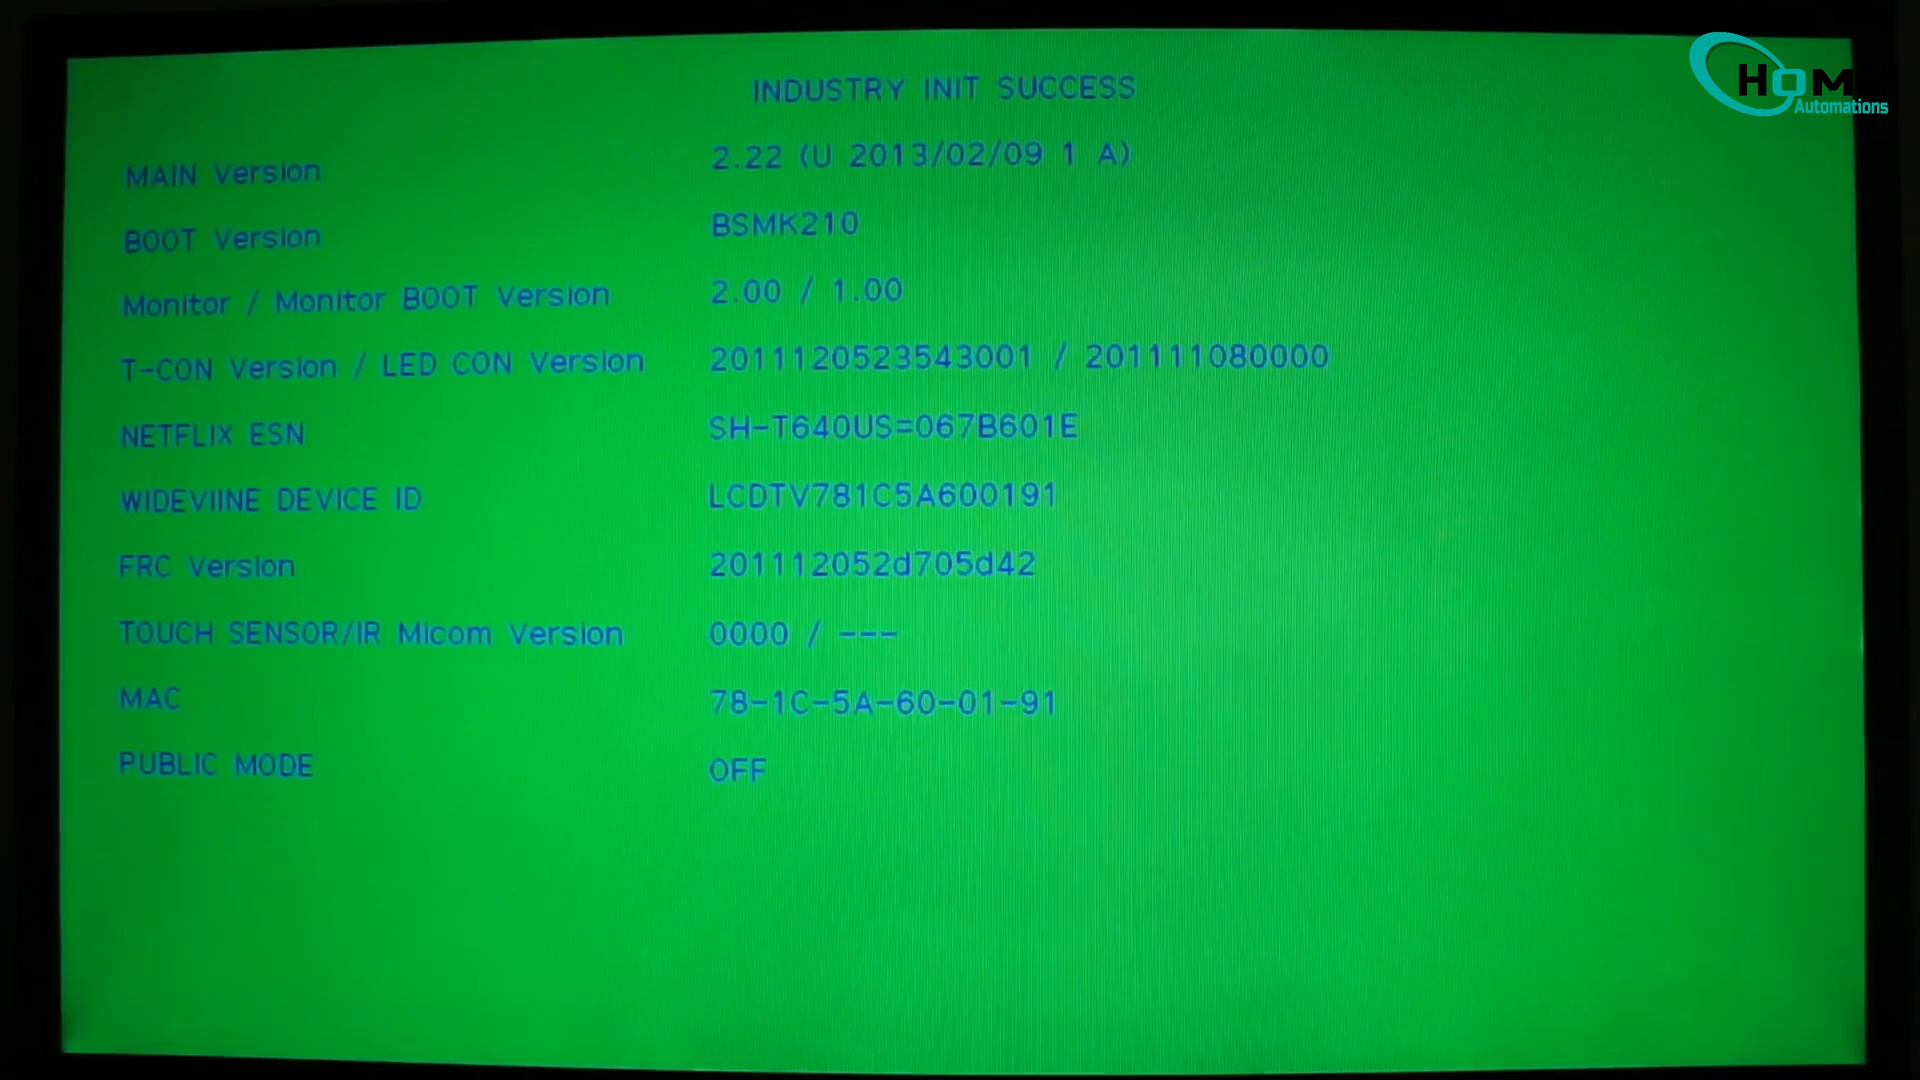 INDUSTRY INIT SUCCESS
MAIN Version 2.22 (U 2013/02/09 1 A)
BOOT Version BSMK210
Monitor / Monitor BOOT Version 2.00 / 1.00
T-CON Version / LED CON Version 2011120523543001 / 201111080000
NETFLIX ESN SH-T640US=067B601E
WIDEVIINE DEVICE ID LCDTV781C5A600191
FRC Version 201112052d705d42
TOUCH SENSOR/IR Micom Version 0000 / ---
MAC 78-1C-5A-60-01-91
PUBLIC MODE OFF
HOME
Automations